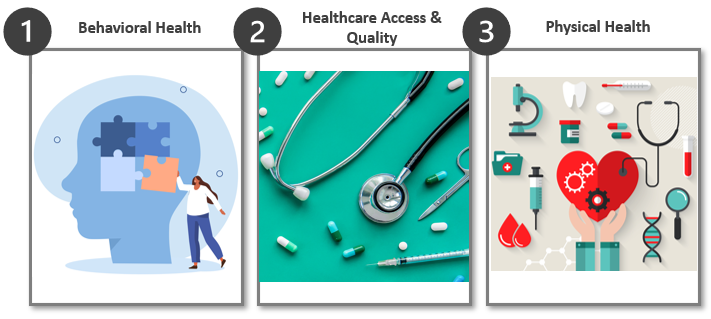 1
Behavioral Health
2
Healthcare Access &
Quality
3
Physical Health